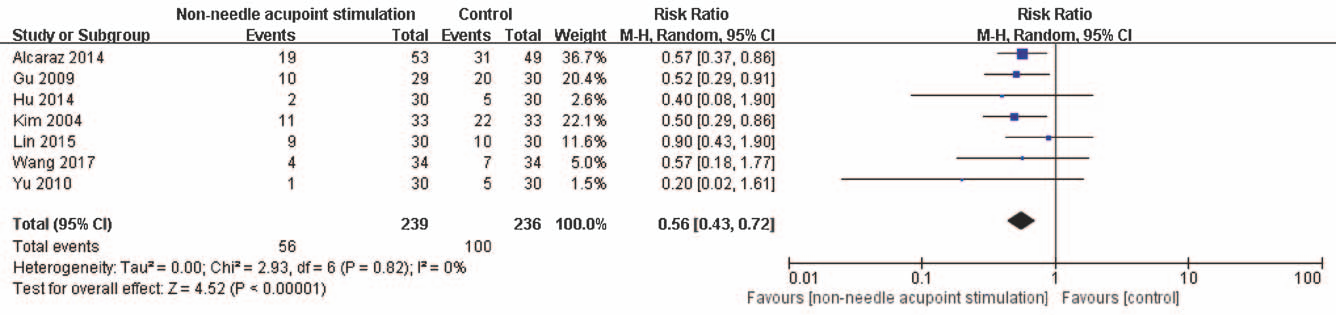 Non-needle acupoint stimulation Control Risk Ratio Risk Ratio
Study or Subgroup Events Total Events Total Weight M-H, Random, 95% CI M-H, Random, 95% CI
Alcaraz 2014 19 53 31 49 36.7% 0.57 [0.37, 0.86]
Gu 2009 10 29 20 30 20.4% 0.52 [0.29, 0.91]
Hu 2014 2 30 5 30 2.6% 0.40 [0.08, 1.90]
Kim 2004 11 33 22 33 22.1% 0.50 [0.29, 0.86]
Lin 2015 9 30 10 30 11.6% 0.90 [0.43, 1.90]
Wang 2017 4 34 7 34 5.0% 0.57 [0.18, 1.77]
Yu 2010 1 30 5 30 1.5% 0.20 [0.02, 1.61]
Total (95% CI) 239 236 100.0% 0.56 [0.43, 0.72]
Total events 56 100
Heterogeneity: Tau² = 0.00; Chi² = 2.93, df = 6 (P = 0.82); I² = 0%
Test for overall effect: Z = 4.52 (P < 0.00001)
0.01 0.1 1 10 100
Favours [non-needle acupoint stimulation] Favours [control]